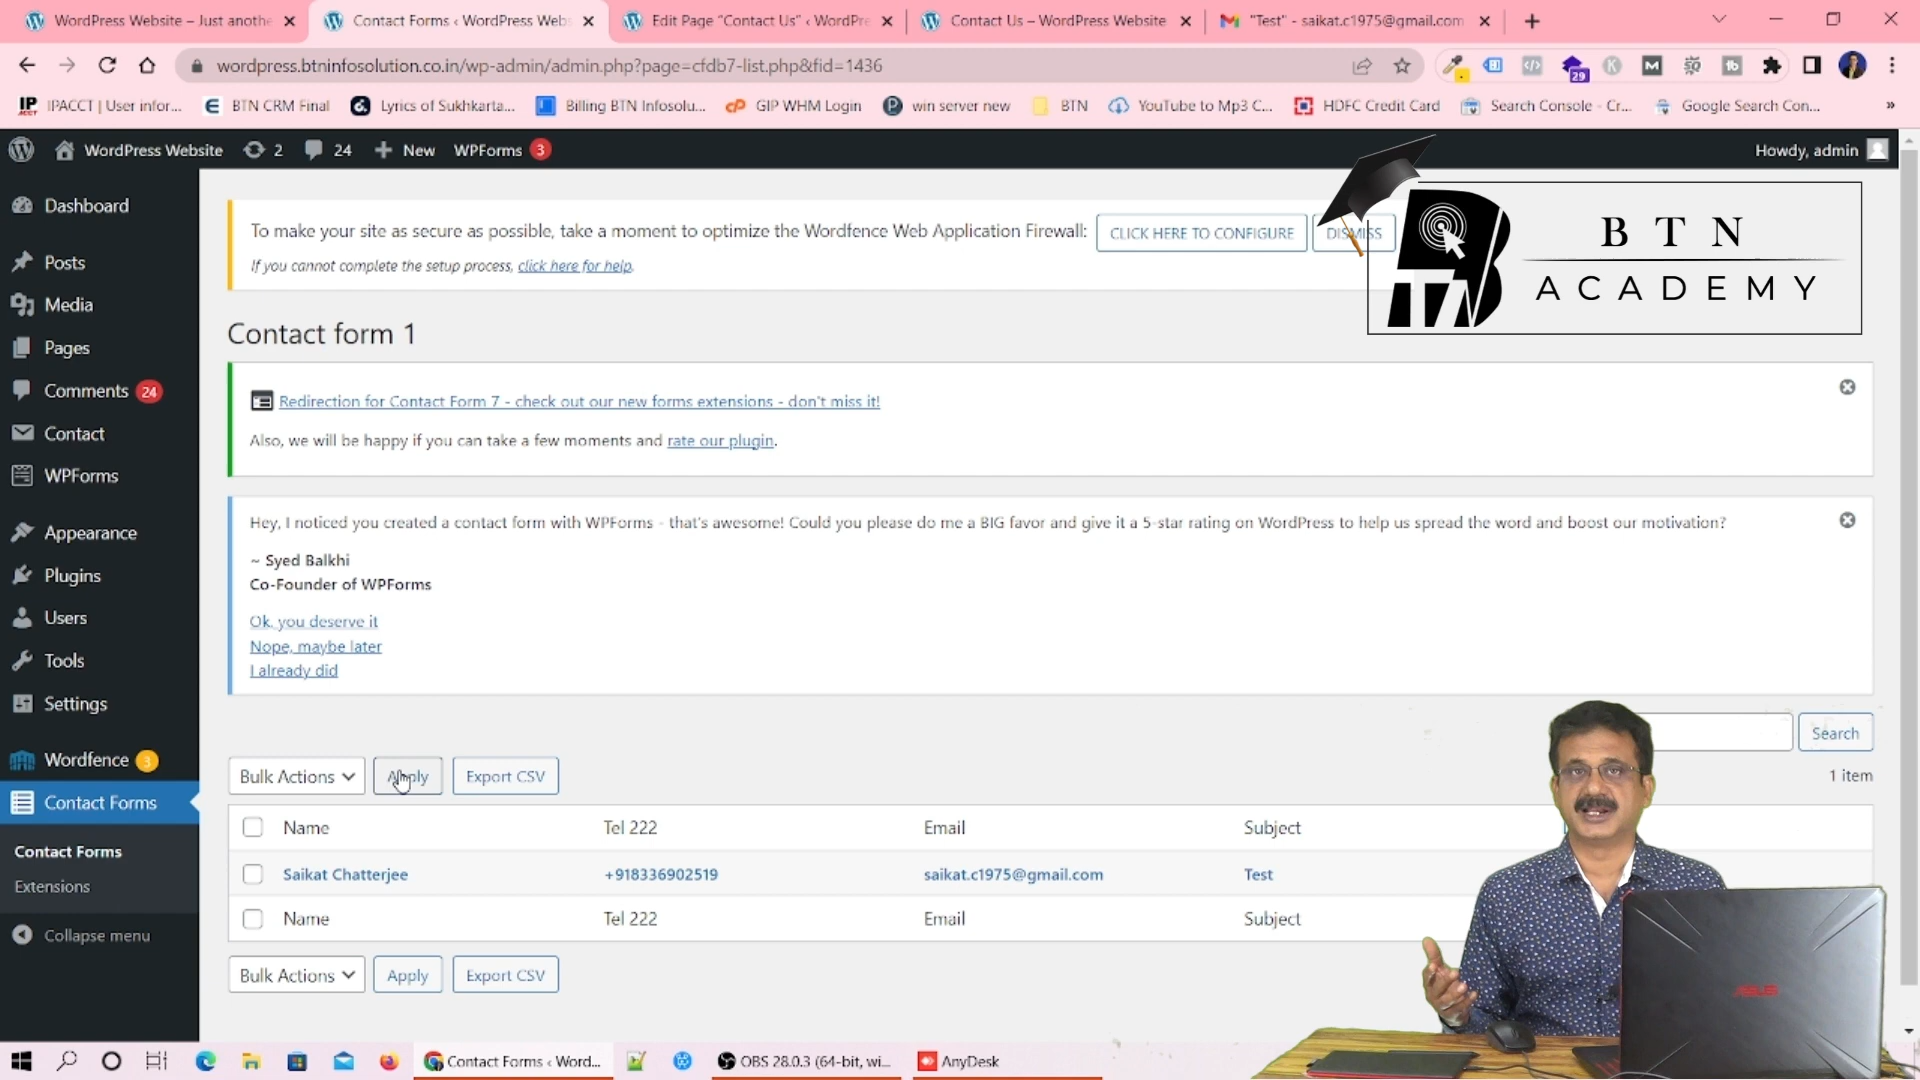 WordPress Website – Just anothe
Contact Forms ‹ WordPress Webs
Edit Page "Contact Us" ‹ WordPre
Contact Us – WordPress Website
"Test" - saikat.c1975@gmail.com
wordpress.btninfosolution.co.in/wp-admin/admin.php?page=cfdb7-list.php&fid=1436
29
IPACCT | User infor...
BTN CRM Final
Lyrics of Sukhkarta...
Billing BTN Infosolu...
GIP WHM Login
win server new
BTN
YouTube to Mp3 C...
HDFC Credit Card
Search Console - Cr...
Google Search Con...
WordPress Website
2
24
New
WPForms 3
Howdy, admin
Dashboard
Posts
Media
Pages
Comments 24
Contact
WPForms
Appearance
Plugins
Users
Tools
Settings
Wordfence 3
Contact Forms
Contact Forms
Extensions
Collapse menu
To make your site as secure as possible, take a moment to optimize the Wordfence Web Application Firewall:
CLICK HERE TO CONFIGURE
DISMISS
If you cannot complete the setup process, click here for help.
BTN
ACADEMY
Contact form 1
Redirection for Contact Form 7 - check out our new forms extensions - don't miss it!
Also, we will be happy if you can take a few moments and rate our plugin.
Hey, I noticed you created a contact form with WPForms - that's awesome! Could you please do me a BIG favor and give it a 5-star rating on WordPress to help us spread the word and boost our motivation?
~ Syed Balkhi
Co-Founder of WPForms
Ok, you deserve it
Nope, maybe later
I already did
Search
Bulk Actions
Apply
Export CSV
1 item
Name Tel 222 Email Subject
Saikat Chatterjee +918336902519 saikat.c1975@gmail.com Test
Name Tel 222 Email Subject
Bulk Actions
Apply
Export CSV
ASUS
Contact Forms ‹ Word...
OBS 28.0.3 (64-bit, wi...
AnyDesk